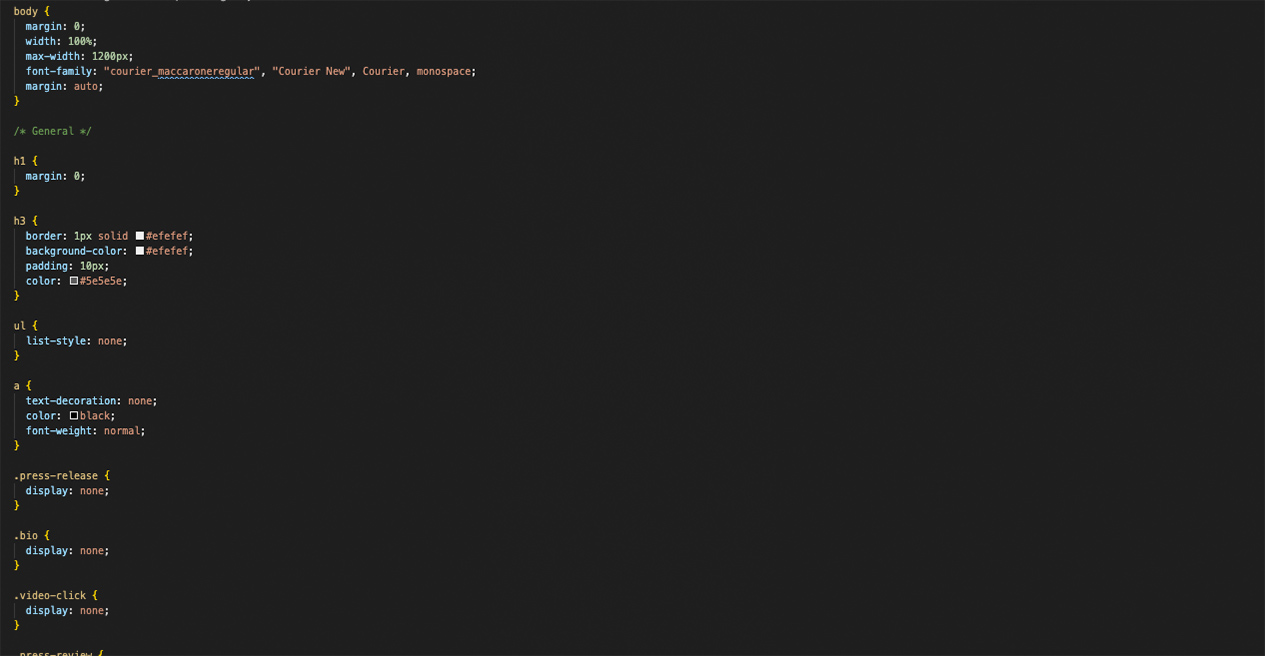 body {
margin: 0;
width: 100%;
max-width: 1200px;
font-family: "courier_maccaroneregular", "Courier New", Courier, monospace;
margin: auto;
}
/* General */
h1 {
margin: 0;
}
h3 {
border: 1px solid #efefef;
background-color: #efefef;
padding: 10px;
color: #5e5e5e;
}
ul {
list-style: none;
}
a {
text-decoration: none;
color: black;
font-weight: normal;
}
.press-release {
display: none;
}
.bio {
display: none;
}
.video-click {
display: none;
}
.press-review {